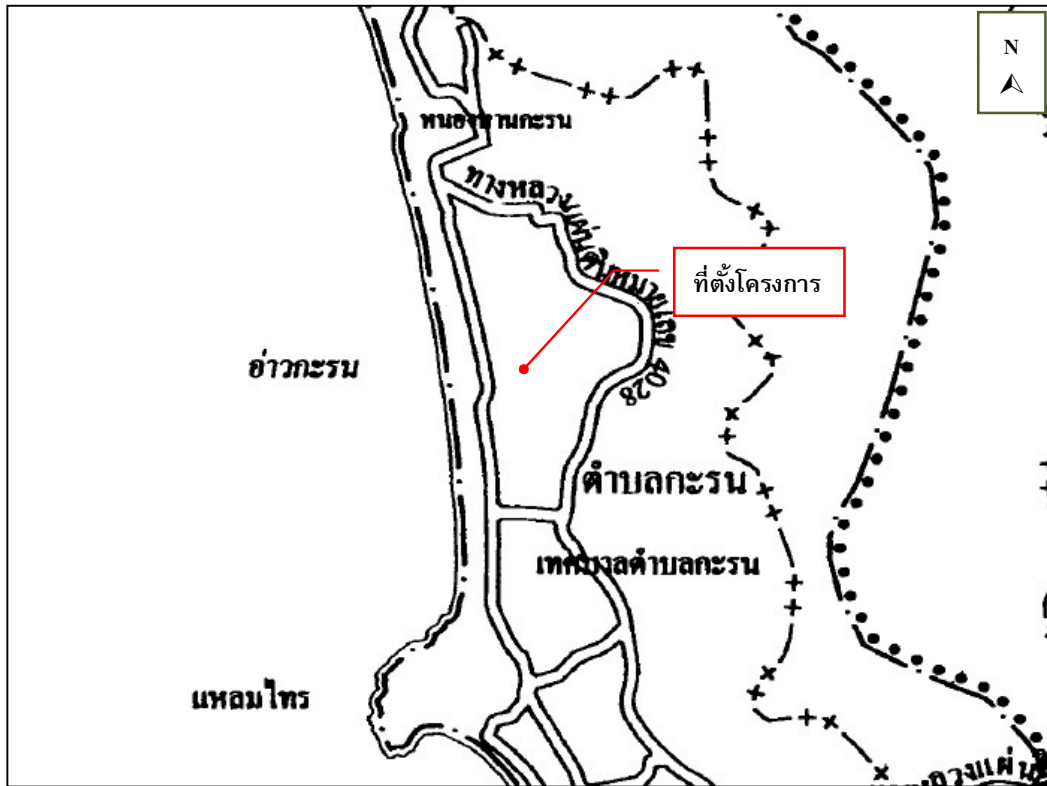 N
หนองหานกะรน
ทางหลวงแผ่นดินหมายเลข 4028
ที่ตั้งโครงการ
อ่าวกะรน
ตำบลกะรน
เทศบาลตำบลกะรน
แหลมไทร